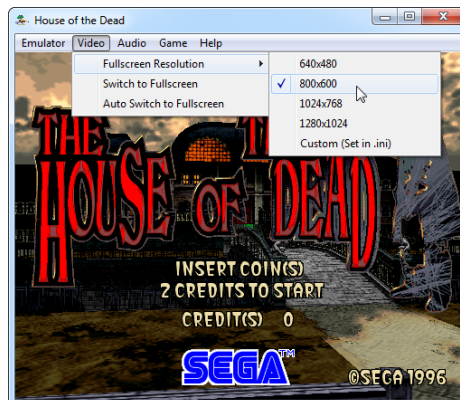 House of the Dead
Emulator Video Audio Game Help
Fullscreen Resolution
Switch to Fullscreen
Auto Switch to Fullscreen
640x480
800x600
1024x768
1280x1024
Custom (Set in .ini)
THE
HOUSE OF DEAD
INSERT COIN(S)
2 CREDITS TO START
CREDIT(S) 0
SEGA™
©SEGA 1996